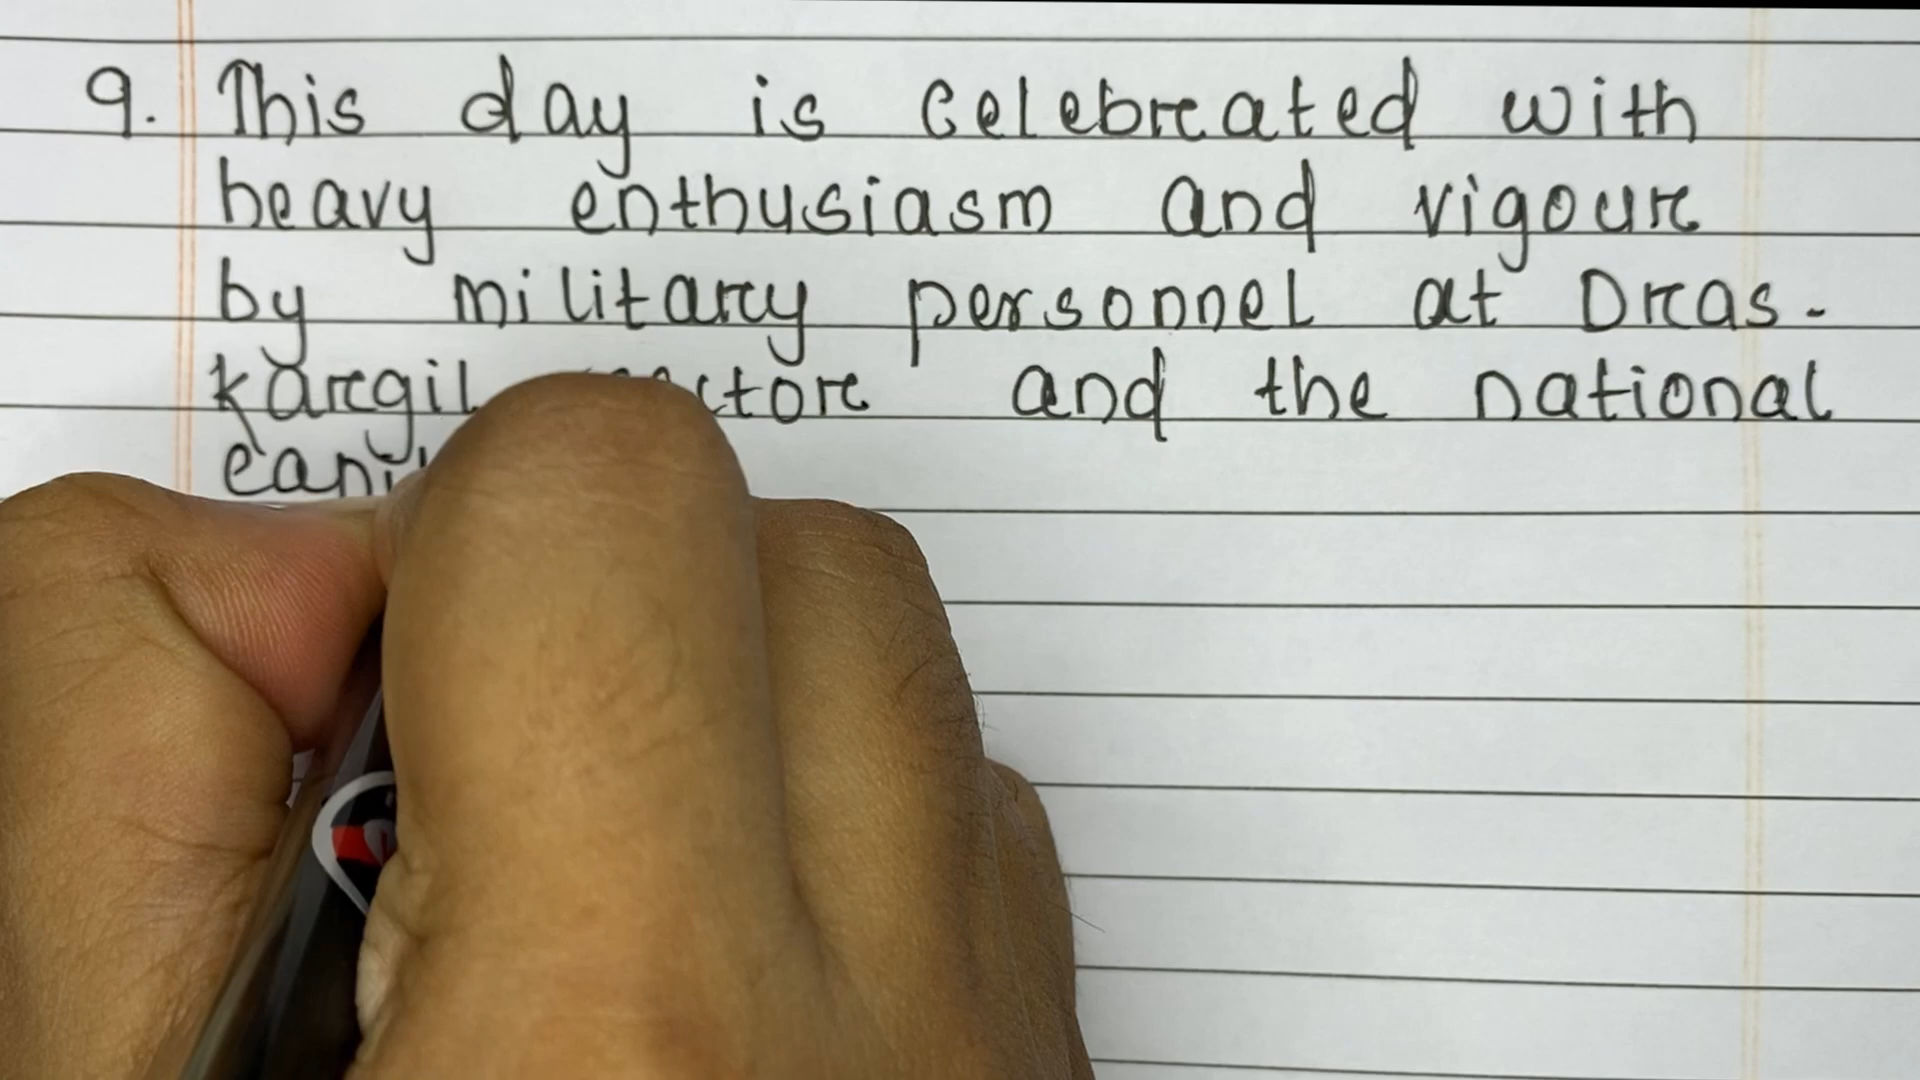 9. This day is Celebrated with
heavy enthusiasm and vigour
by military personnel at Dras-
kargil and the national